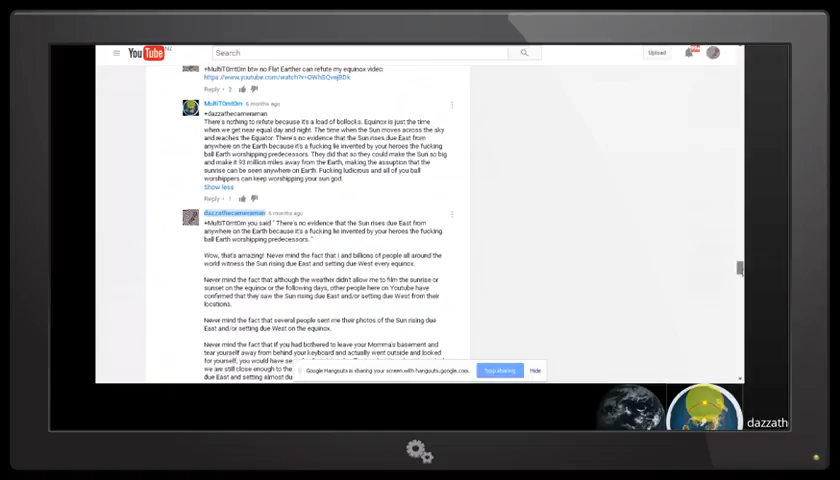 YouTube NZ
Search
Upload
+MultiT0mt0m btw no Flat Earther can refute my equinox video:
Reply · 2
MultiT0mt0m 6 months ago
+dazzathecameraman
There's nothing to refute because it's a load of bollocks. Equinox is just the time
when we get near equal day and night. The time when the Sun moves across the sky
and reaches the Equator. There's no evidence that the Sun rises due East from
anywhere on the Earth because it's a fucking lie invented by your heroes the fucking
ball Earth worshipping predecessors. They did that so they could make the Sun so big
and make it 93 million miles away from the Earth, making the assuption that the
sunrise can be seen anywhere on Earth. Fucking ludicrous and all of you ball
worshippers can keep worshipping your sun god.
Show less
Reply · 1
dazzathecameraman 6 months ago
+MultiT0mt0m you said " There's no evidence that the Sun rises due East from
anywhere on the Earth because it's a fucking lie invented by your heroes the fucking
ball Earth worshipping predecessors. "
Wow, that's amazing! Never mind the fact that I and billions of people all around the
world witness the Sun rising due East and setting due West every equinox.
Never mind the fact that although the weather didn't allow me to film the sunrise or
sunset on the equinox or the following days, other people here on Youtube have
confirmed that they saw the Sun rising due East and/or setting due West from their
locations.
Never mind the fact that several people sent me their photos of the Sun rising due
East and/or setting due West on the equinox.
Never mind the fact that if you had bothered to leave your Momma's basement and
tear yourself away from behind your keyboard and actually went outside and looked
for yourself, you would have se
we are still close enough to the
due East and setting almost du
Google Hangouts is sharing your screen with hangouts.google.com.
Stop sharing
Hide
dazzath